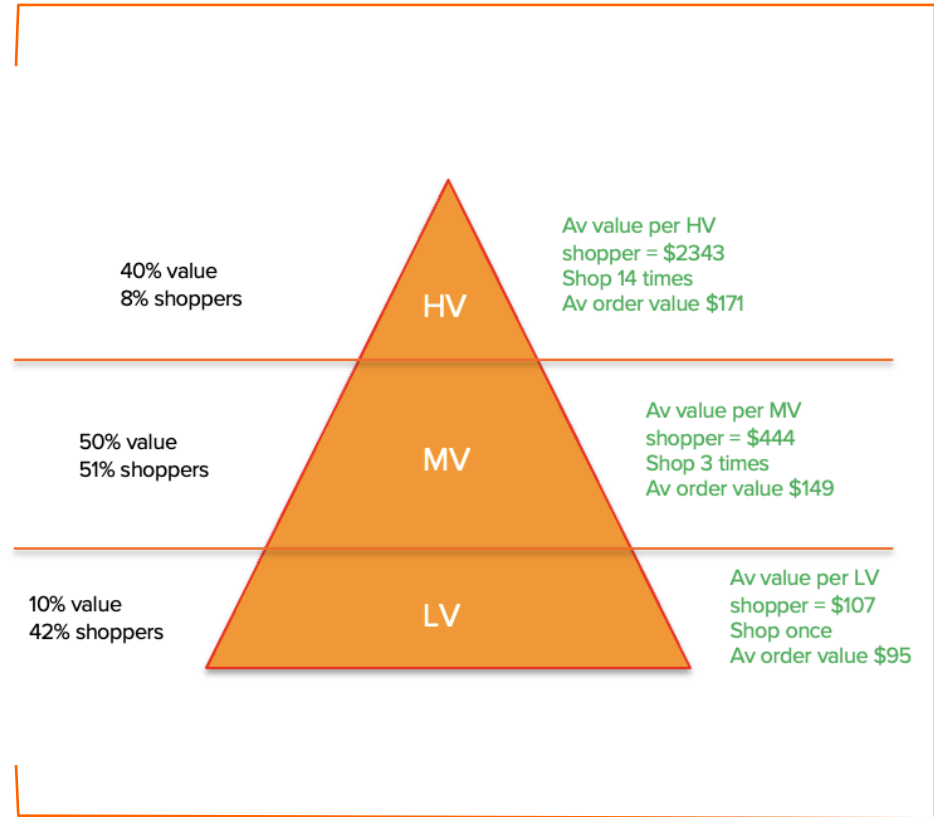 40% value
8% shoppers
HV
Av value per HV
shopper = $2343
Shop 14 times
Av order value $171
50% value
51% shoppers
MV
Av value per MV
shopper = $444
Shop 3 times
Av order value $149
10% value
42% shoppers
LV
Av value per LV
shopper = $107
Shop once
Av order value $95